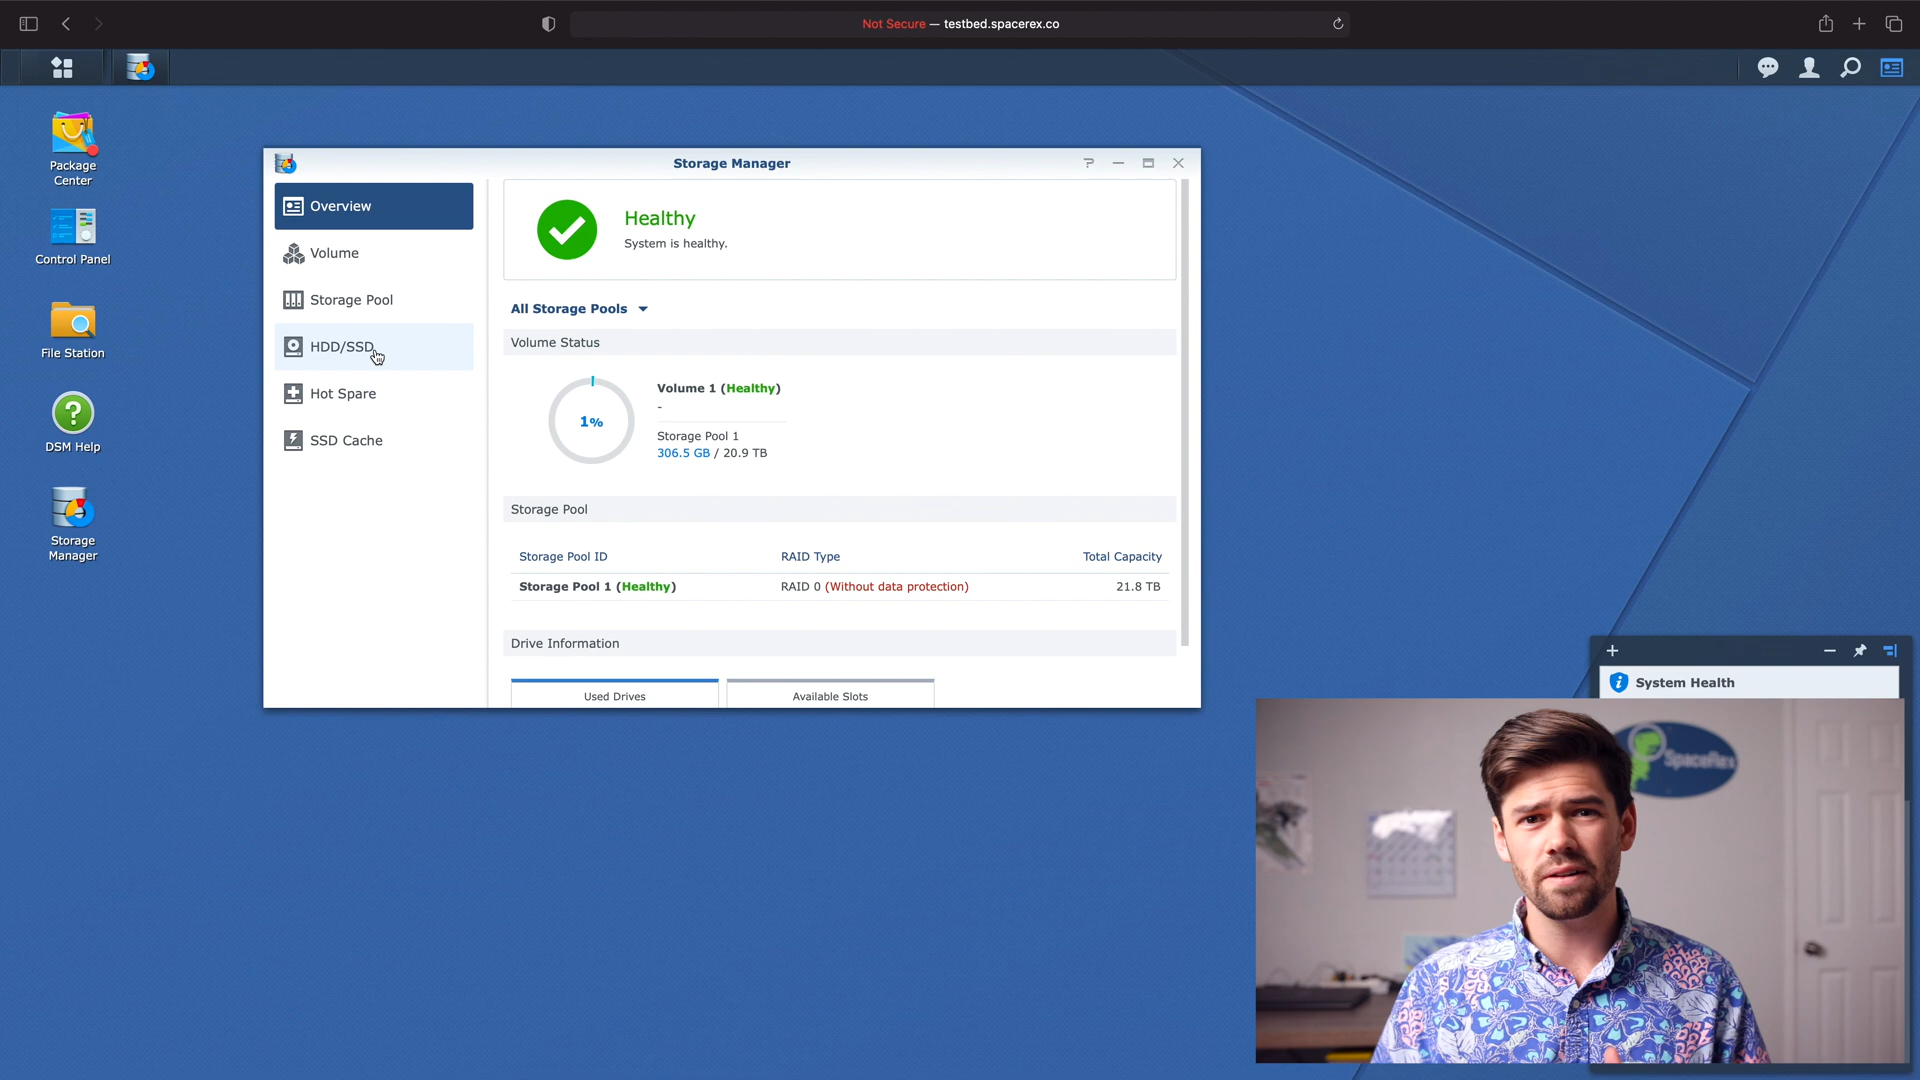 Not Secure — testbed.spacerex.co
Package
Center
Control Panel
File Station
DSM Help
Storage
Manager
Storage Manager
Overview
Volume
Storage Pool
HDD/SSD
Hot Spare
SSD Cache
Healthy
System is healthy.
All Storage Pools
Volume Status
1%
Volume 1 (Healthy)
-
Storage Pool 1
306.5 GB / 20.9 TB
Storage Pool
Storage Pool ID RAID Type Total Capacity
Storage Pool 1 (Healthy) RAID 0 (Without data protection) 21.8 TB
Drive Information
Used Drives Available Slots
System Health
SpaceRex